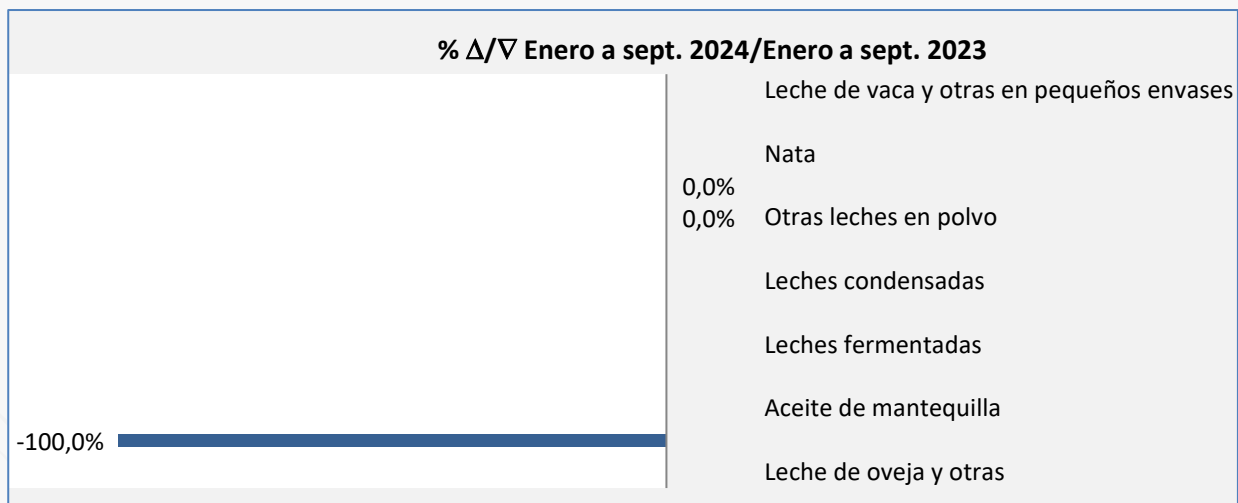 % Δ/∇ Enero a sept. 2024/Enero a sept. 2023
Leche de vaca y otras en pequeños envases
Nata
0,0%
0,0% Otras leches en polvo
Leches condensadas
Leches fermentadas
Aceite de mantequilla
-100,0%
Leche de oveja y otras